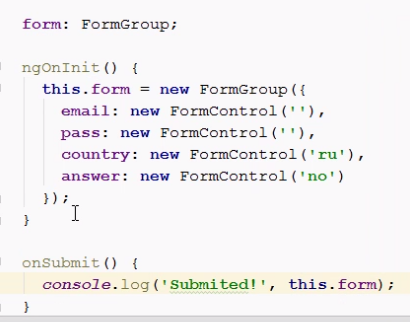 form: FormGroup;
ngOnInit() {
this.form = new FormGroup({
email: new FormControl(''),
pass: new FormControl(''),
country: new FormControl('ru'),
answer: new FormControl('no')
});
}
onSubmit() {
console.log('Submited!', this.form);
}